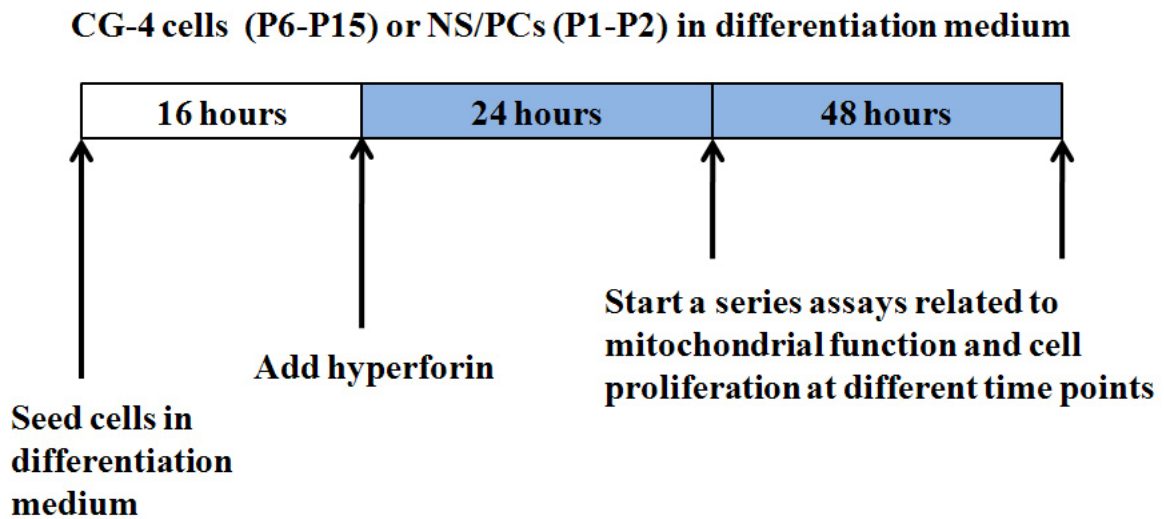 CG-4 cells (P6-P15) or NS/PCs (P1-P2) in differentiation medium
16 hours
24 hours
48 hours
Add hyperforin
Start a series assays related to
mitochondrial function and cell
proliferation at different time points
Seed cells in
differentiation
medium